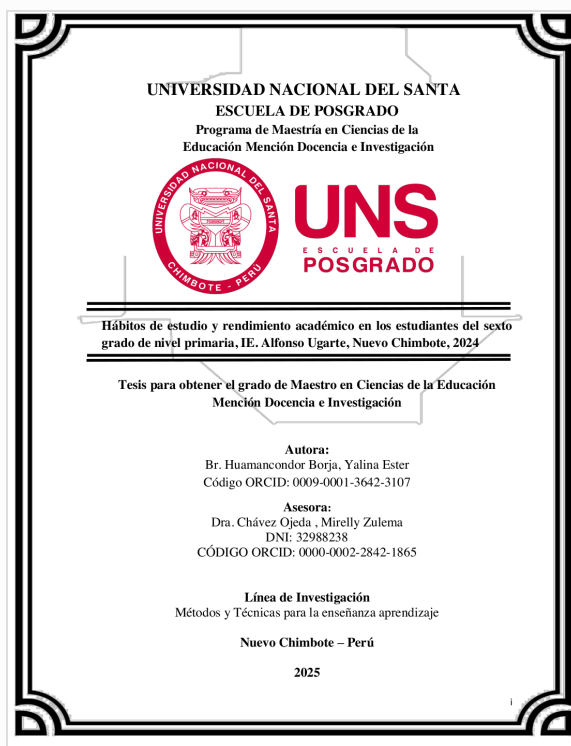 UNIVERSIDAD NACIONAL DEL SANTA
ESCUELA DE POSGRADO
Programa de Maestría en Ciencias de la
Educación Mención Docencia e Investigación
UNIVERSIDAD NACIONAL DEL SANTA
CHIMBOTE - PERÚ
UNS
ESCUELA DE
POSGRADO
Hábitos de estudio y rendimiento académico en los estudiantes del sexto
grado de nivel primaria, IE. Alfonso Ugarte, Nuevo Chimbote, 2024
Tesis para obtener el grado de Maestro en Ciencias de la Educación
Mención Docencia e Investigación
Autora:
Br. Huamancondor Borja, Yalina Ester
Código ORCID: 0009-0001-3642-3107
Asesora:
Dra. Chávez Ojeda , Mirelly Zulema
DNI: 32988238
CÓDIGO ORCID: 0000-0002-2842-1865
Línea de Investigación
Métodos y Técnicas para la enseñanza aprendizaje
Nuevo Chimbote – Perú
2025
i